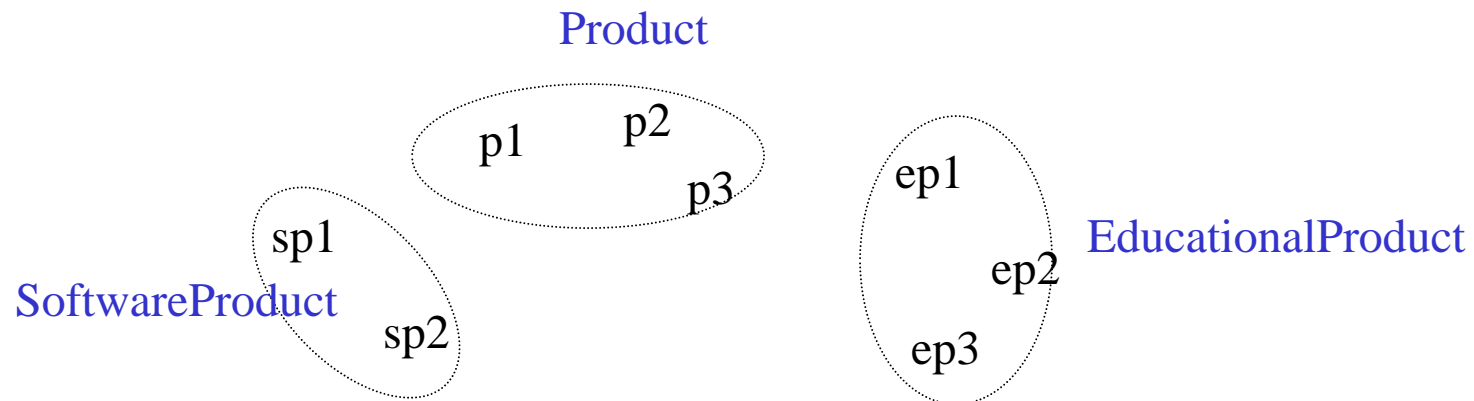 Product
p1
p2
p3
sp1
sp2
SoftwareProduct
ep1
ep2
ep3
EducationalProduct